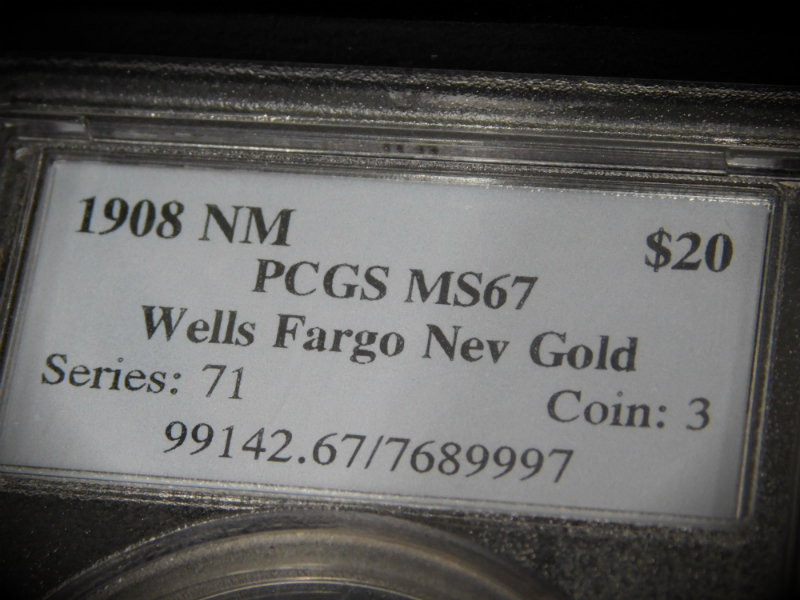 1908 NM $20
PCGS MS67
Wells Fargo Nev Gold
Series: 71 Coin: 3
99142.67/7689997